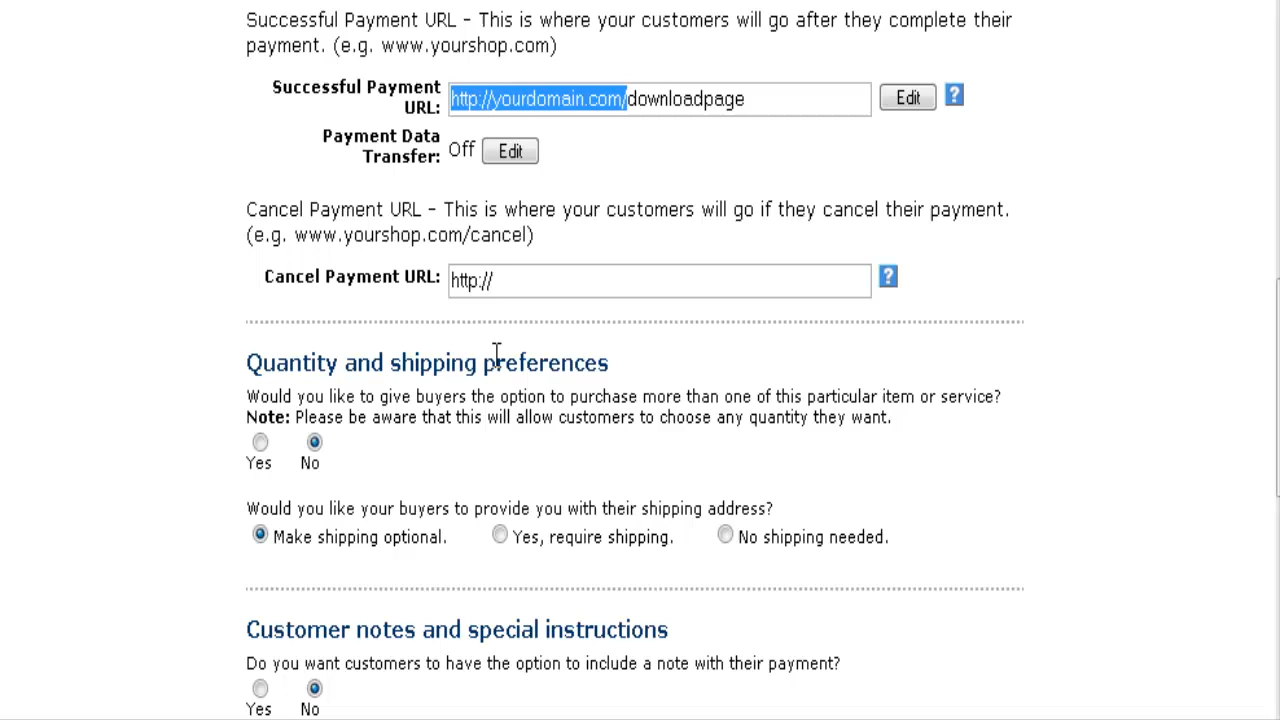 Successful Payment URL - This is where your customers will go after they complete their
payment. (e.g. www.yourshop.com)
Successful Payment
URL:
http://yourdomain.com/downloadpage
Edit
?
Payment Data
Transfer:
Off
Edit
Cancel Payment URL - This is where your customers will go if they cancel their payment.
(e.g. www.yourshop.com/cancel)
Cancel Payment URL:
http://
?
Quantity and shipping preferences
Would you like to give buyers the option to purchase more than one of this particular item or service?
Note: Please be aware that this will allow customers to choose any quantity they want.
Yes No
Would you like your buyers to provide you with their shipping address?
Make shipping optional. Yes, require shipping. No shipping needed.
Customer notes and special instructions
Do you want customers to have the option to include a note with their payment?
Yes No